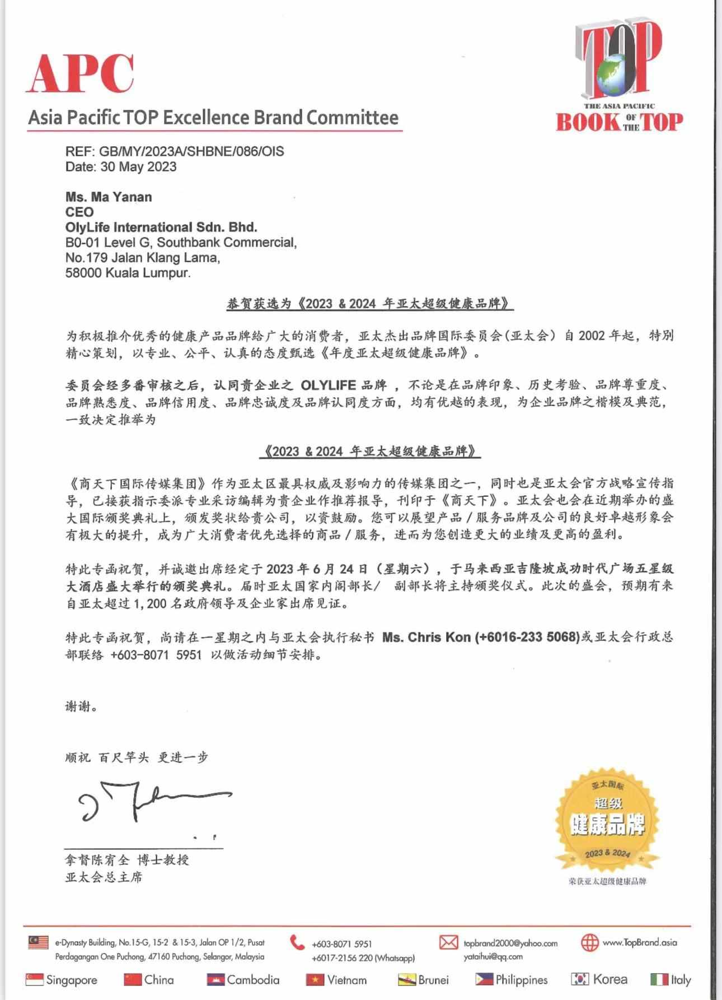 APC
Asia Pacific TOP Excellence Brand Committee
TOP
THE ASIA PACIFIC
BOOK OF THE TOP
REF: GB/MY/2023A/SHBNE/086/OIS
Date: 30 May 2023
Ms. Ma Yanan
CEO
OlyLife International Sdn. Bhd.
B0-01 Level G, Southbank Commercial,
No.179 Jalan Klang Lama,
58000 Kuala Lumpur.
恭贺获选为《2023 & 2024 年亚太超级健康品牌》
为积极推介优秀的健康产品品牌给广大的消费者，亚太杰出品牌国际委员会(亚太会）自 2002 年起，特别
精心策划，以专业、公平、认真的态度甄选《年度亚太超级健康品牌》。
委员会经多番审核之后，认同贵企业之 OLYLIFE 品牌 ，不论是在品牌印象、历史考验、品牌尊重度、
品牌熟悉度、品牌信用度、品牌忠诚度及品牌认同度方面，均有优越的表现，为企业品牌之楷模及典范，
一致决定推举为
《2023 & 2024 年亚太超级健康品牌》
《商天下国际传媒集团》作为亚太区最具权威及影响力的传媒集团之一，同时也是亚太会官方战略宣传指
导，已接获指示委派专业采访编辑为贵企业作推荐报导，刊印于《商天下》。亚太会也会在近期举办的盛
大国际颁奖典礼上，颁发奖状给贵公司，以资鼓励。您可以展望产品／服务品牌及公司的良好卓越形象会
有极大的提升，成为广大消费者优先选择的商品／服务，进而为您创造更大的业绩及更高的盈利。
特此专函祝贺，并诚邀出席经定于 2023 年 6 月 24 日（星期六），于马来西亚吉隆坡成功时代广场五星级
大酒店盛大举行的颁奖典礼。届时亚太国家内阁部长/ 副部长将主持颁奖仪式。此次的盛会，预期有来
自亚太超过 1,200 名政府领导及企业家出席见证。
特此专函祝贺，尚请在一星期之内与亚太会执行秘书 Ms. Chris Kon (+6016-233 5068)或亚太会行政总
部联络 +603-8071 5951 以做活动细节安排。
谢谢。
顺祝 百尺竿头 更进一步
拿督陈宥全 博士教授
亚太会总主席
亚太国际
超级
健康品牌
2023 & 2024
荣获亚太超级健康品牌
e-Dynasty Building, No.15-G, 15-2 & 15-3, Jalan OP 1/2, Pusat
Perdagangan One Puchong, 47160 Puchong, Selangor, Malaysia
+603-8071 5951
+6017-2156 220 (Whatsapp)
topbrand2000@yahoo.com
yataihui@qq.com
www.TopBrand.asia
Singapore China Cambodia Vietnam Brunei Philippines Korea Italy